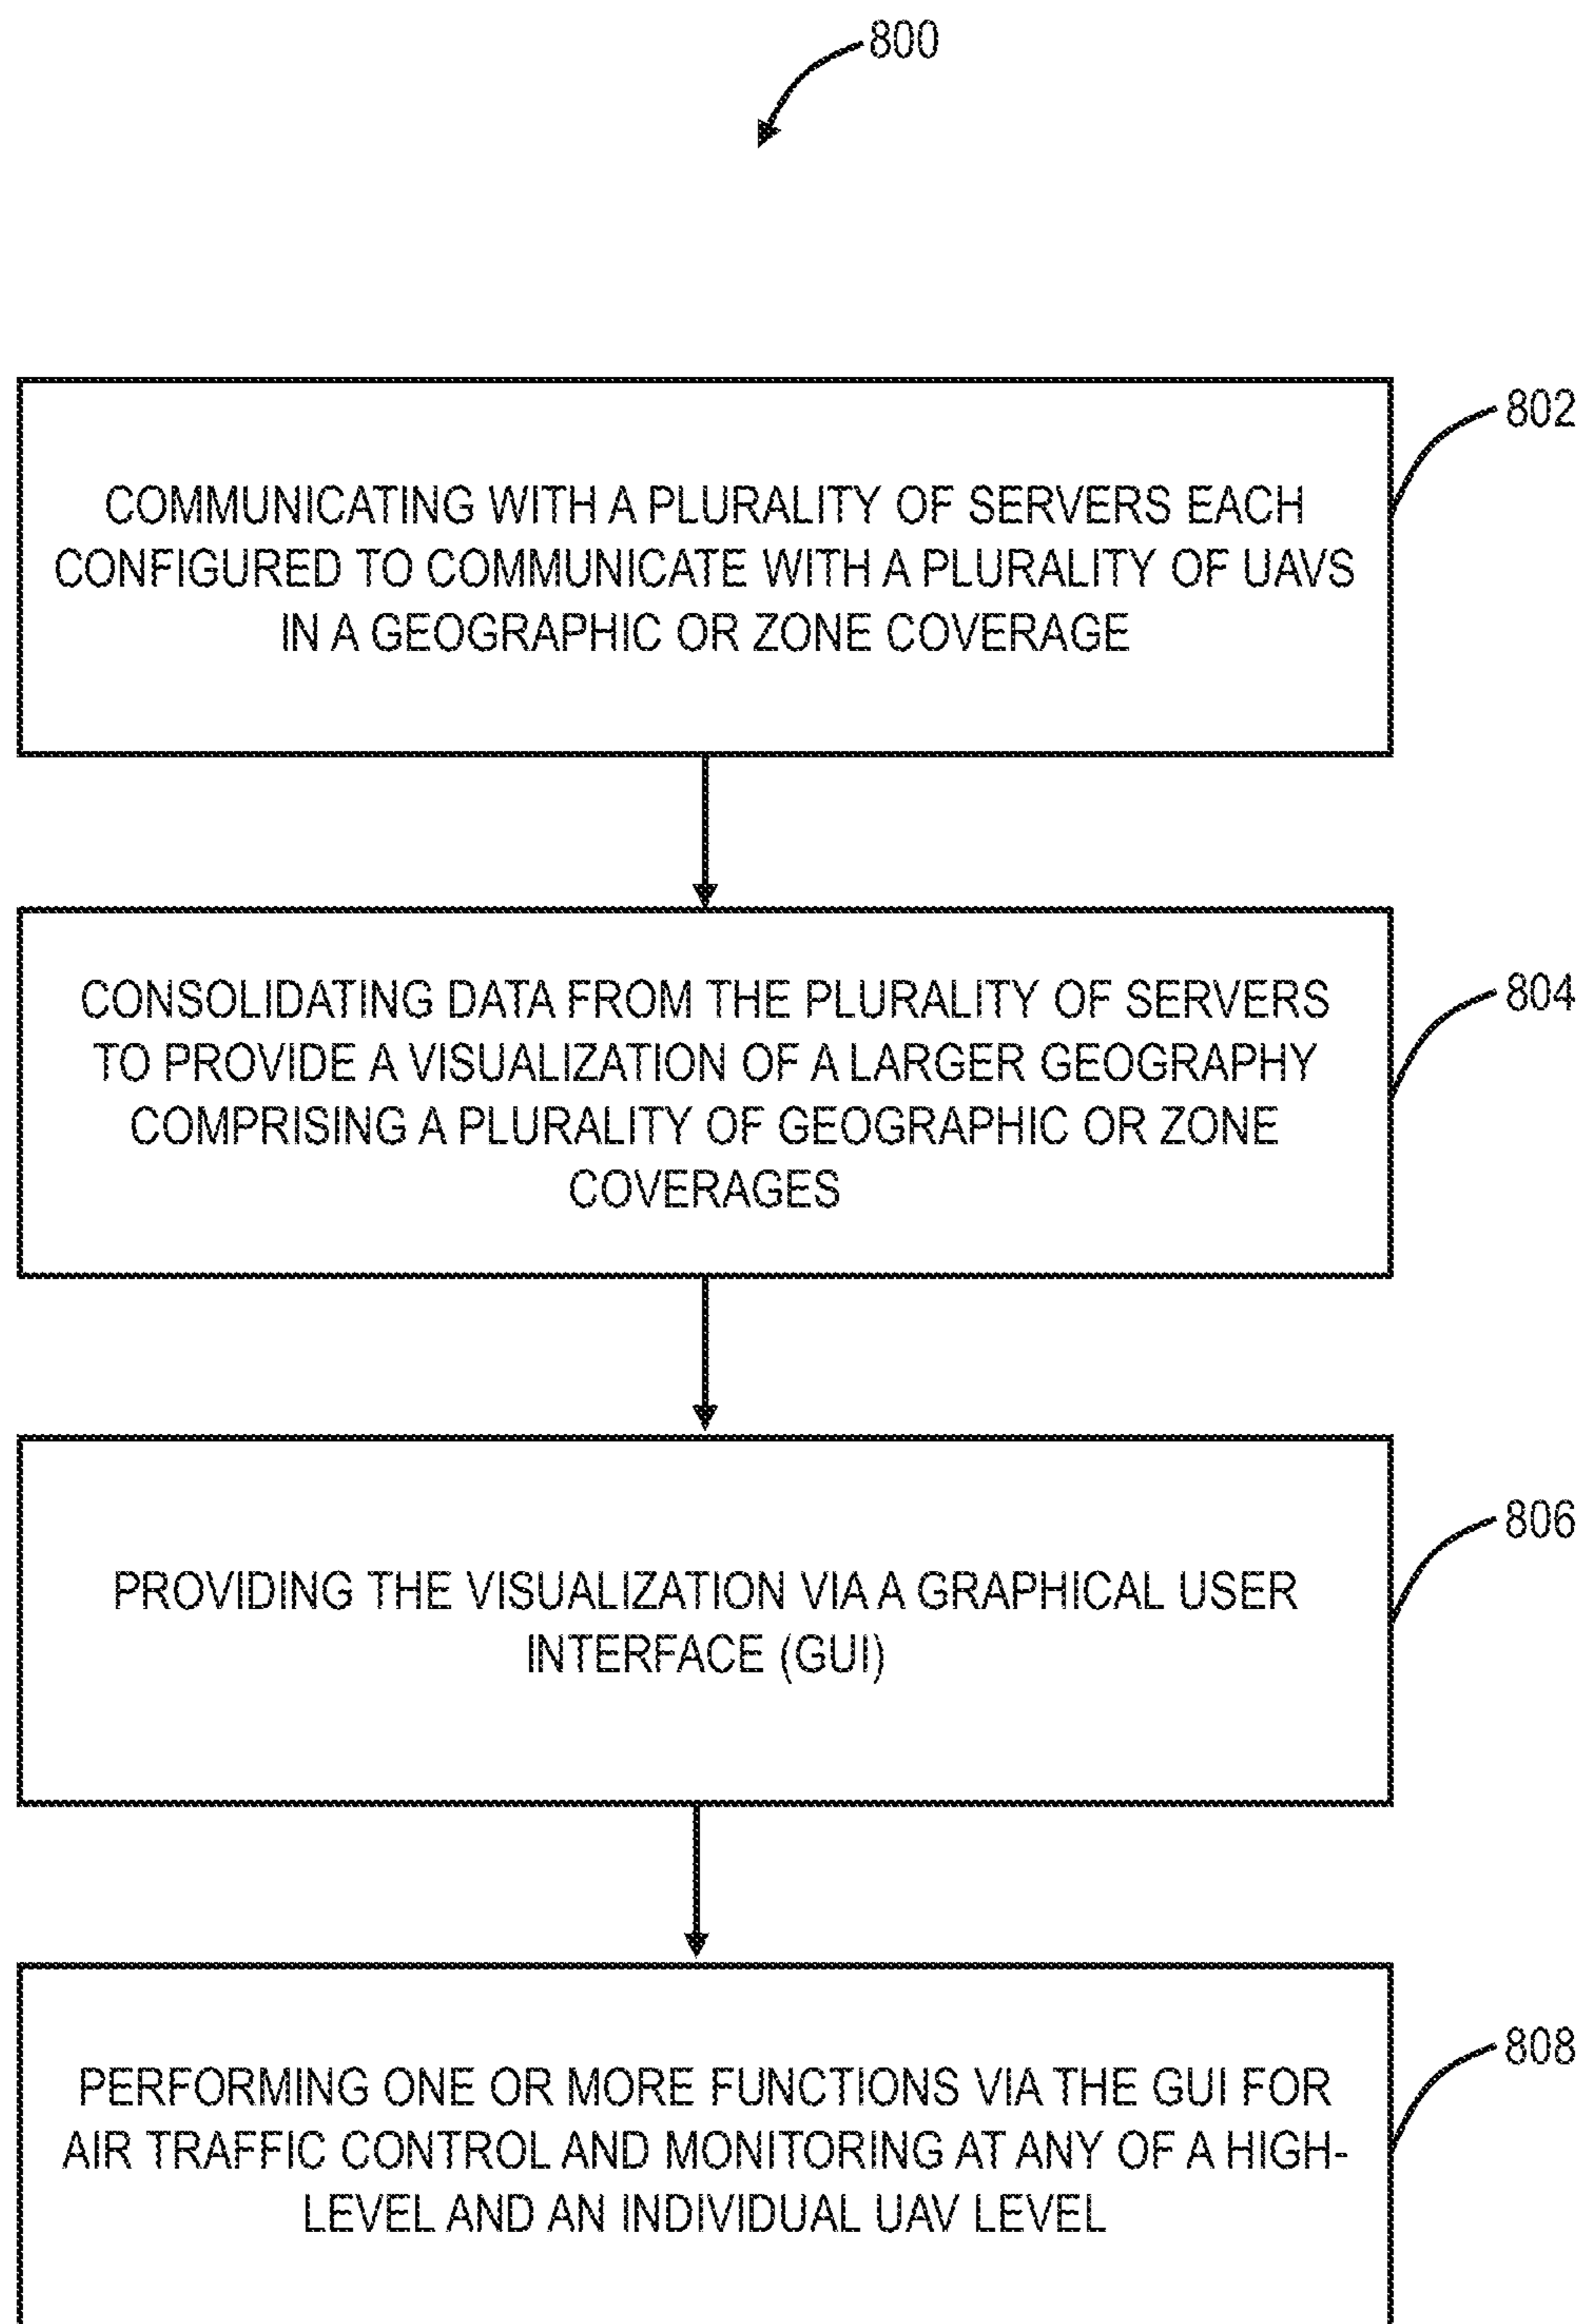 800
802
COMMUNICATING WITH A PLURALITY OF SERVERS EACH
CONFIGURED TO COMMUNICATE WITH A PLURALITY OF UAVS
IN A GEOGRAPHIC OR ZONE COVERAGE
804
CONSOLIDATING DATA FROM THE PLURALITY OF SERVERS
TO PROVIDE A VISUALIZATION OF A LARGER GEOGRAPHY
COMPRISING A PLURALITY OF GEOGRAPHIC OR ZONE
COVERAGES
806
PROVIDING THE VISUALIZATION VIA A GRAPHICAL USER
INTERFACE (GUI)
808
PERFORMING ONE OR MORE FUNCTIONS VIA THE GUI FOR
AIR TRAFFIC CONTROL AND MONITORING AT ANY OF A HIGH-
LEVEL AND AN INDIVIDUAL UAV LEVEL